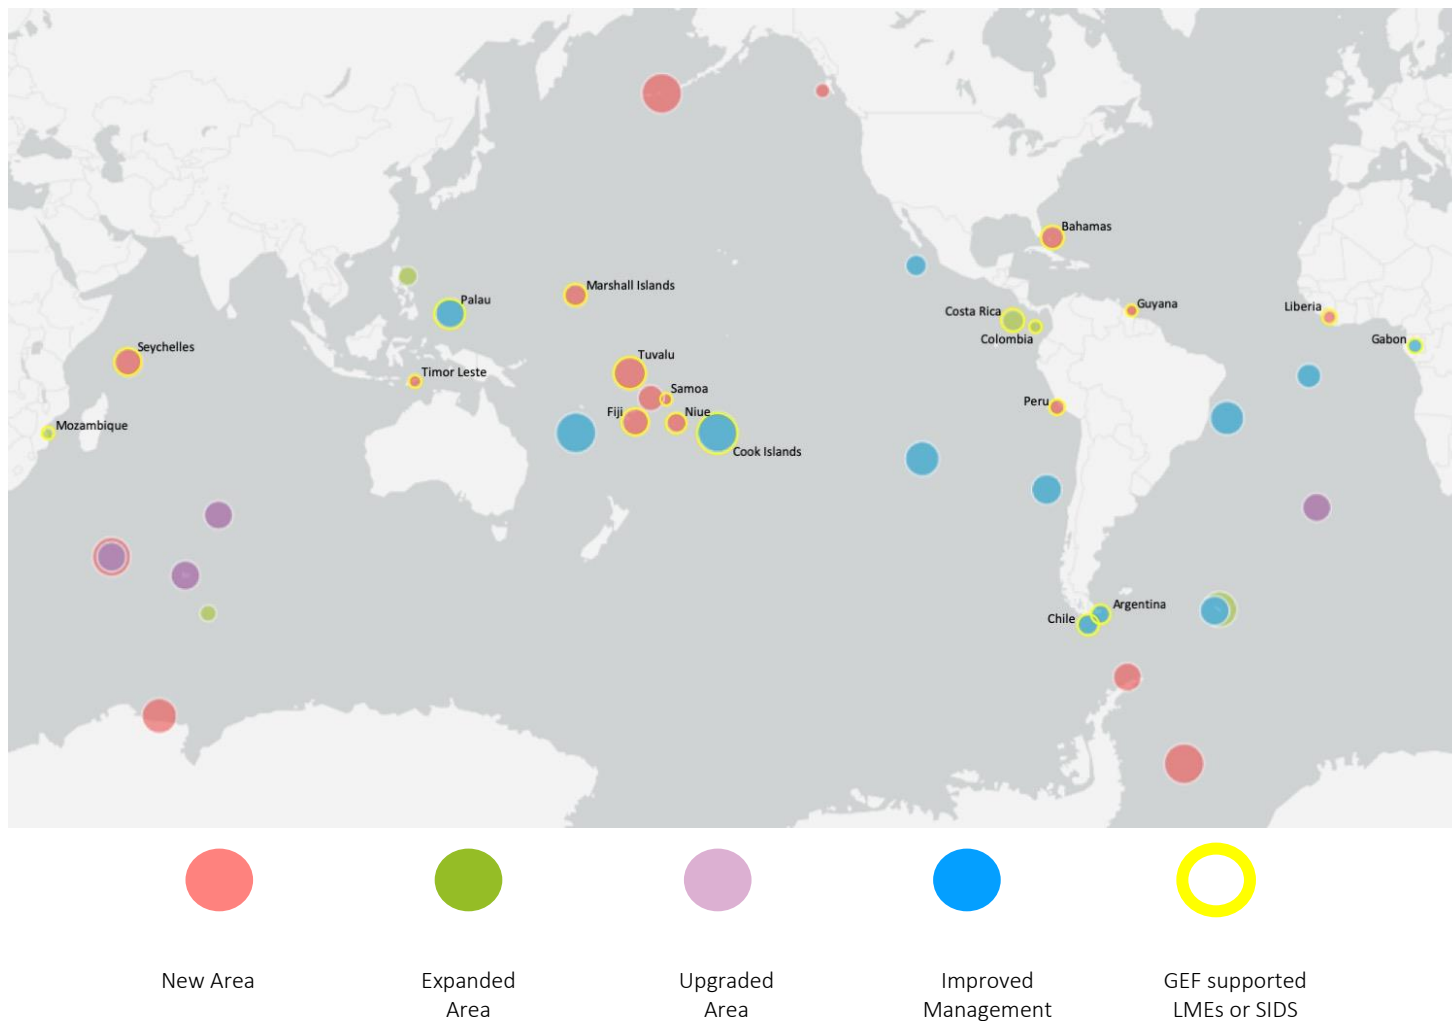 Bahamas
Marshall Islands
Palau
Guyana
Costa Rica
Liberia
Colombia
Gabon
Seychelles
Tuvalu
Timor Leste
Samoa
Peru
Fiji
Niue
Mozambique
Cook Islands
Argentina
Chile
New Area
Expanded
Area
Upgraded
Area
Improved
Management
GEF supported
LMEs or SIDS